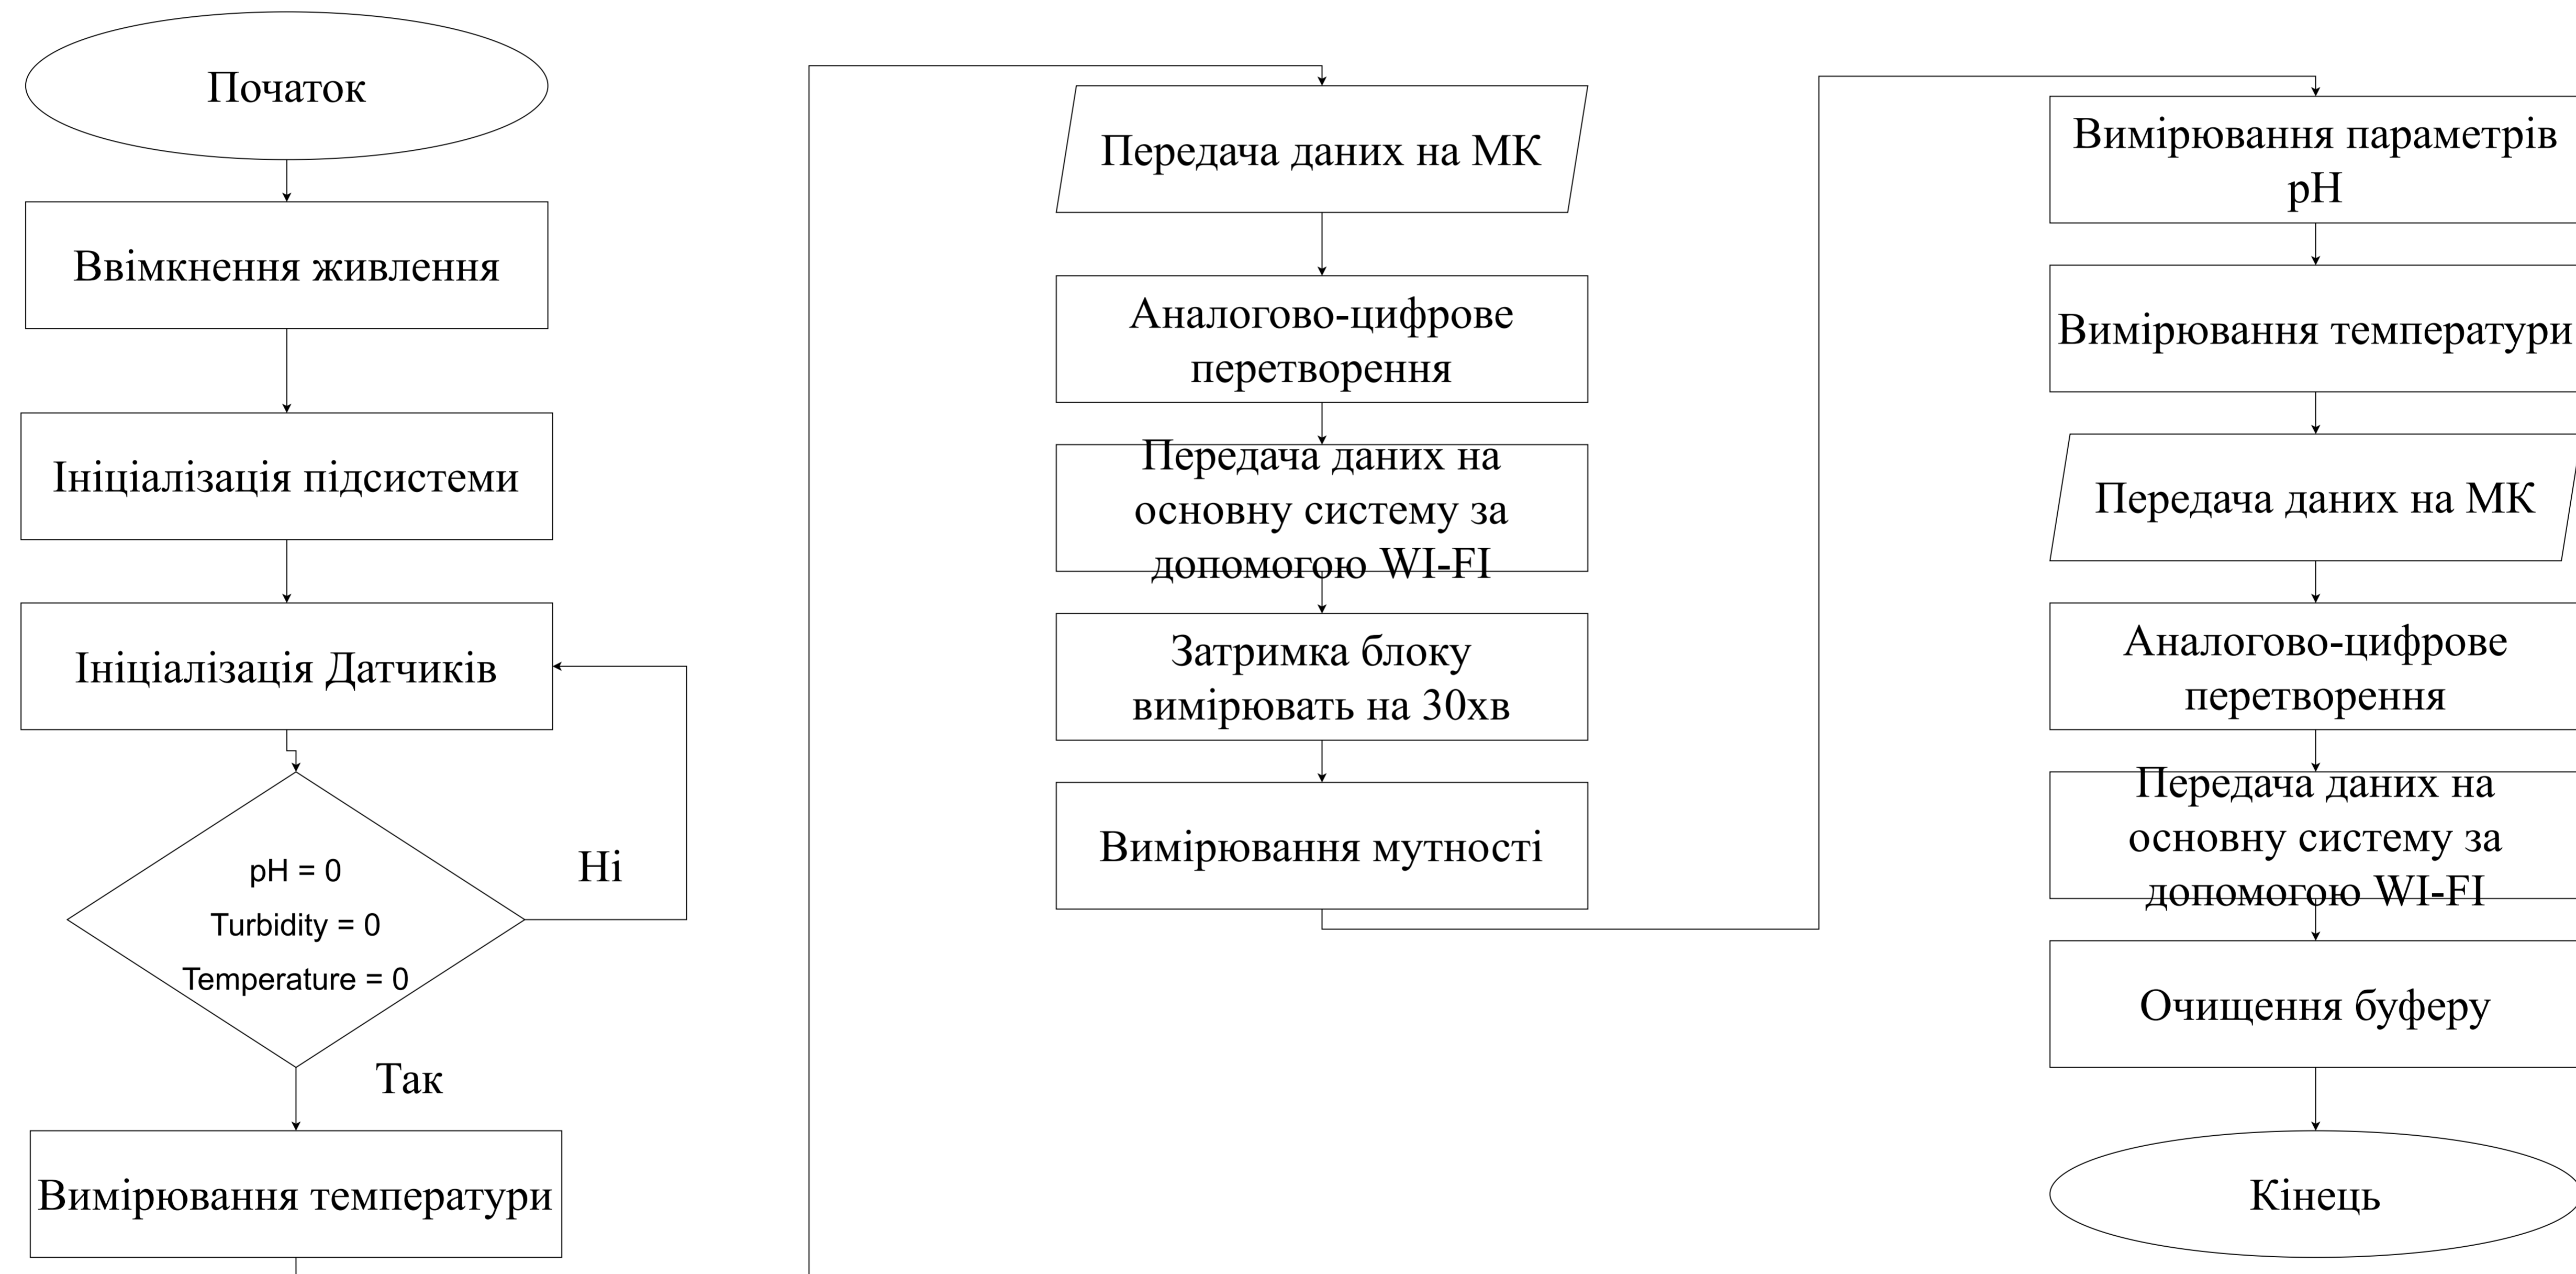 Початок
Ввімкнення живлення
Ініціалізація підсистеми
Ініціалізація Датчиків
pH = 0
Turbidity = 0
Temperature = 0
Ні
Так
Вимірювання температури
Передача даних на МК
Аналогово-цифрове
перетворення
Передача даних на
основну систему за
допомогою WI-FI
Затримка блоку
вимірювать на 30хв
Вимірювання мутності
Вимірювання параметрів
pH
Вимірювання температури
Передача даних на МК
Аналогово-цифрове
перетворення
Передача даних на
основну систему за
допомогою WI-FI
Очищення буферу
Кінець